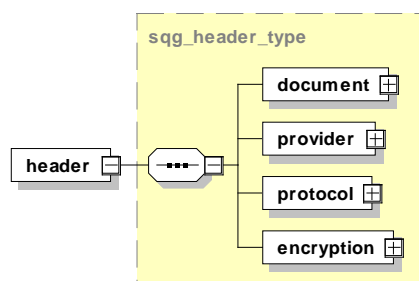 sqg_header_type
document
provider
header
protocol
encryption